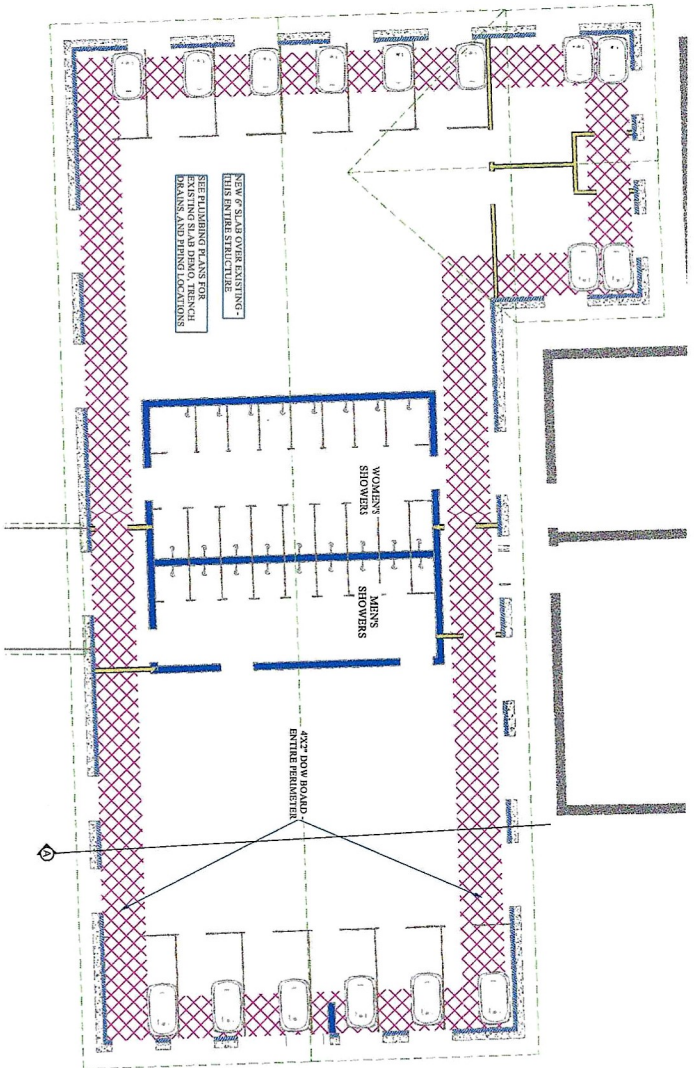 NEW 6" SLAB OVER EXISTING -
THIS ENTIRE STRUCTURE
SEE PLUMBING PLANS FOR
EXISTING SLAB DEMO, TRENCH
DRAINS, AND PIPING LOCATIONS
WOMEN'S
SHOWERS
MEN'S
SHOWERS
4'X2" DOW BOARD -
ENTIRE PERIMETER
A